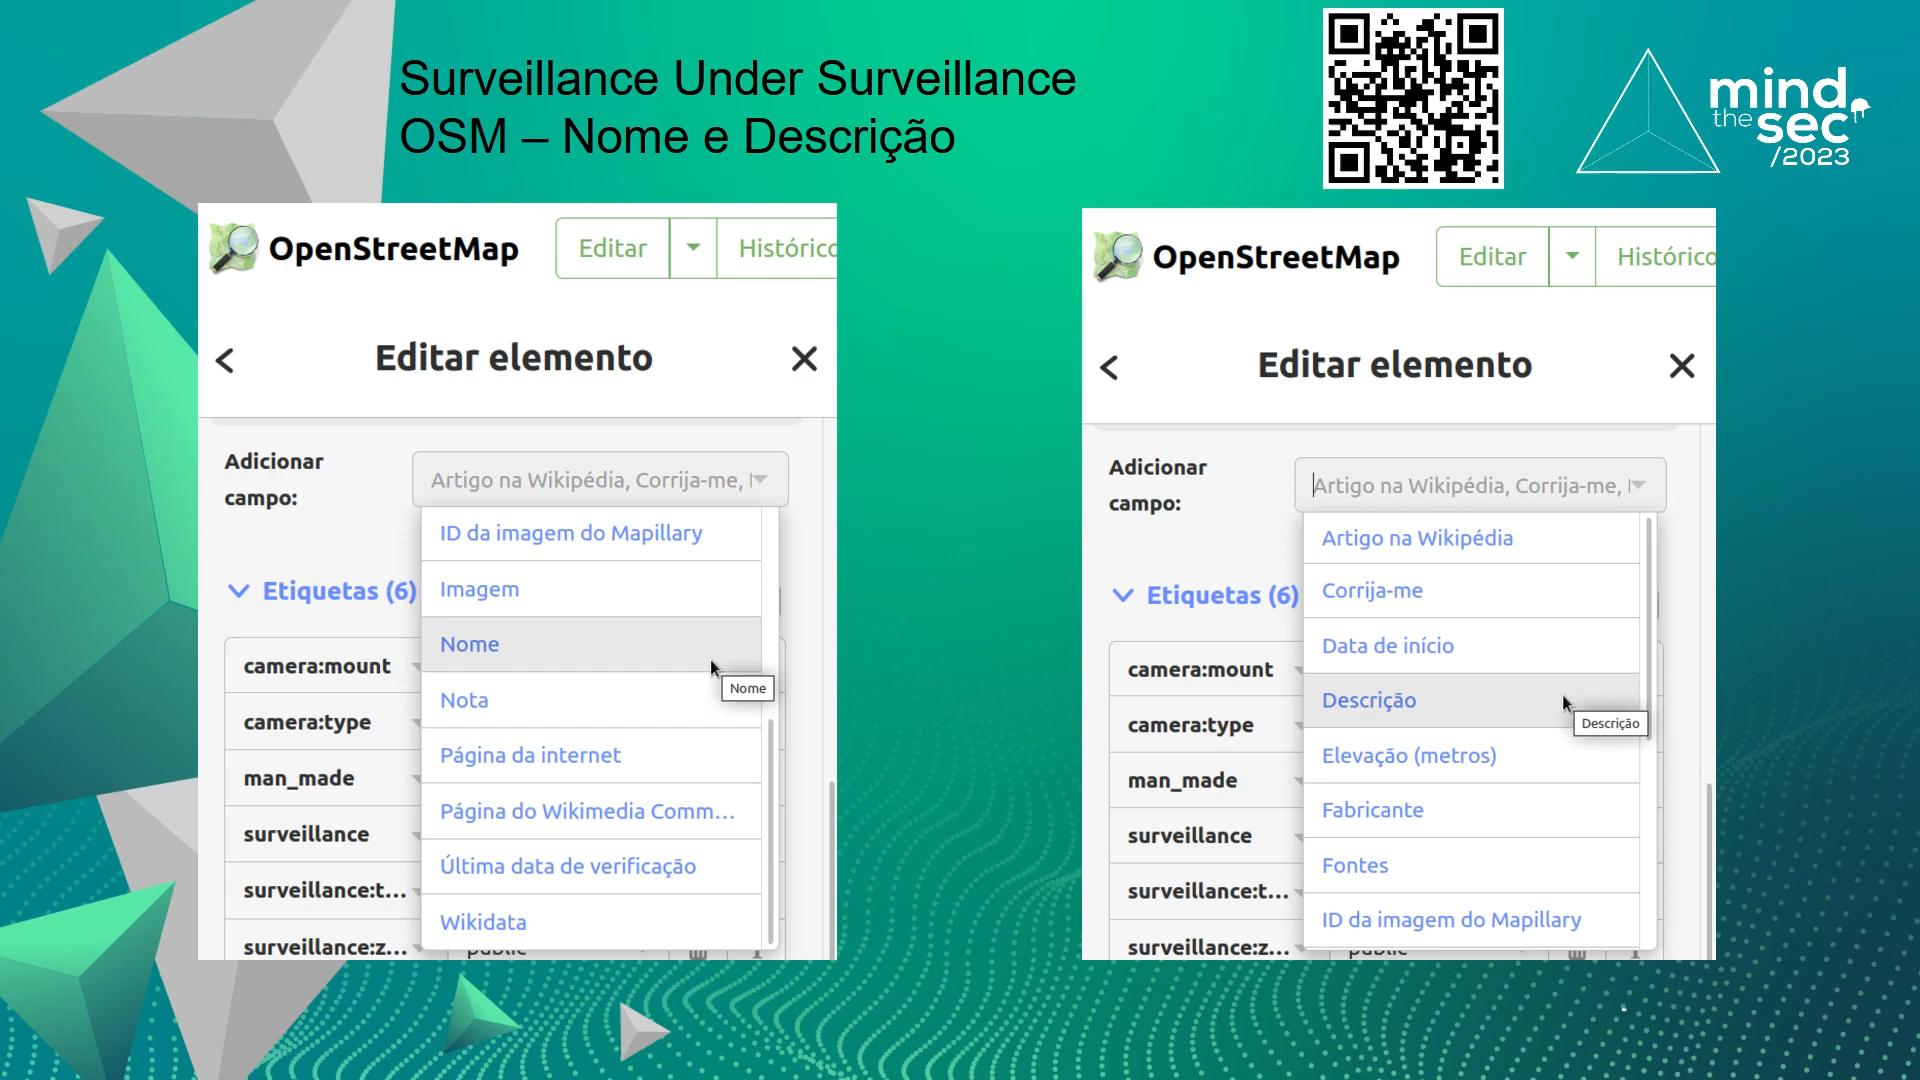 Surveillance Under Surveillance
OSM – Nome e Descrição
mind
the sec
/2023
OpenStreetMap
Editar
Histórico
Editar elemento
Adicionar
campo:
Artigo na Wikipédia, Corrija-me,
ID da imagem do Mapillary
Imagem
Nome
Nome
Nota
Página da internet
Página do Wikimedia Comm...
Última data de verificação
Wikidata
Etiquetas (6)
camera:mount
camera:type
man_made
surveillance
surveillance:t...
surveillance:z...
public
OpenStreetMap
Editar
Histórico
Editar elemento
Adicionar
campo:
Artigo na Wikipédia, Corrija-me,
Artigo na Wikipédia
Corrija-me
Data de início
Descrição
Descrição
Elevação (metros)
Fabricante
Fontes
ID da imagem do Mapillary
Etiquetas (6)
camera:mount
camera:type
man_made
surveillance
surveillance:t...
surveillance:z...
public